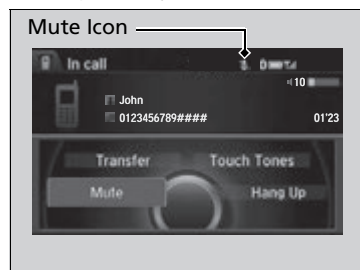 Mute Icon
In call
10
John
0123456789####
01'23
Transfer Touch Tones
Mute Hang Up